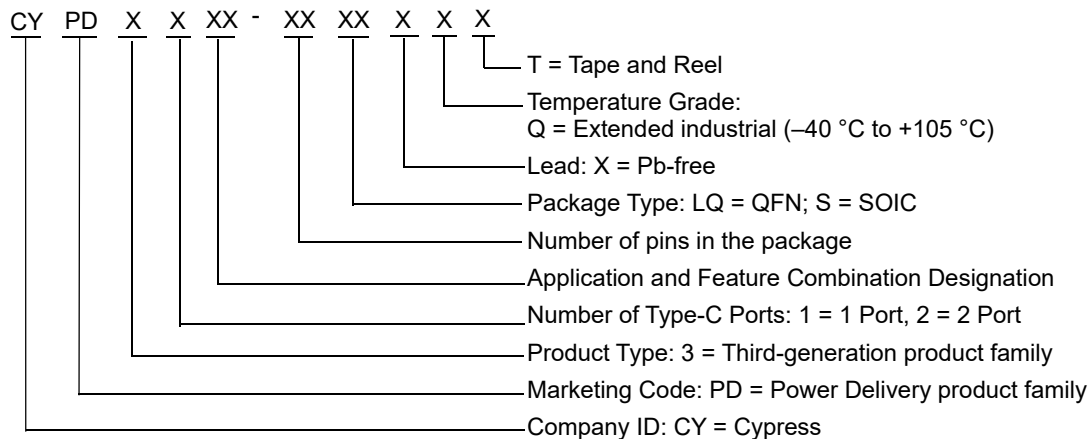 CY PD X X XX - XX XX X X X
T = Tape and Reel
Temperature Grade:
Q = Extended industrial (–40 °C to +105 °C)
Lead: X = Pb-free
Package Type: LQ = QFN; S = SOIC
Number of pins in the package
Application and Feature Combination Designation
Number of Type-C Ports: 1 = 1 Port, 2 = 2 Port
Product Type: 3 = Third-generation product family
Marketing Code: PD = Power Delivery product family
Company ID: CY = Cypress